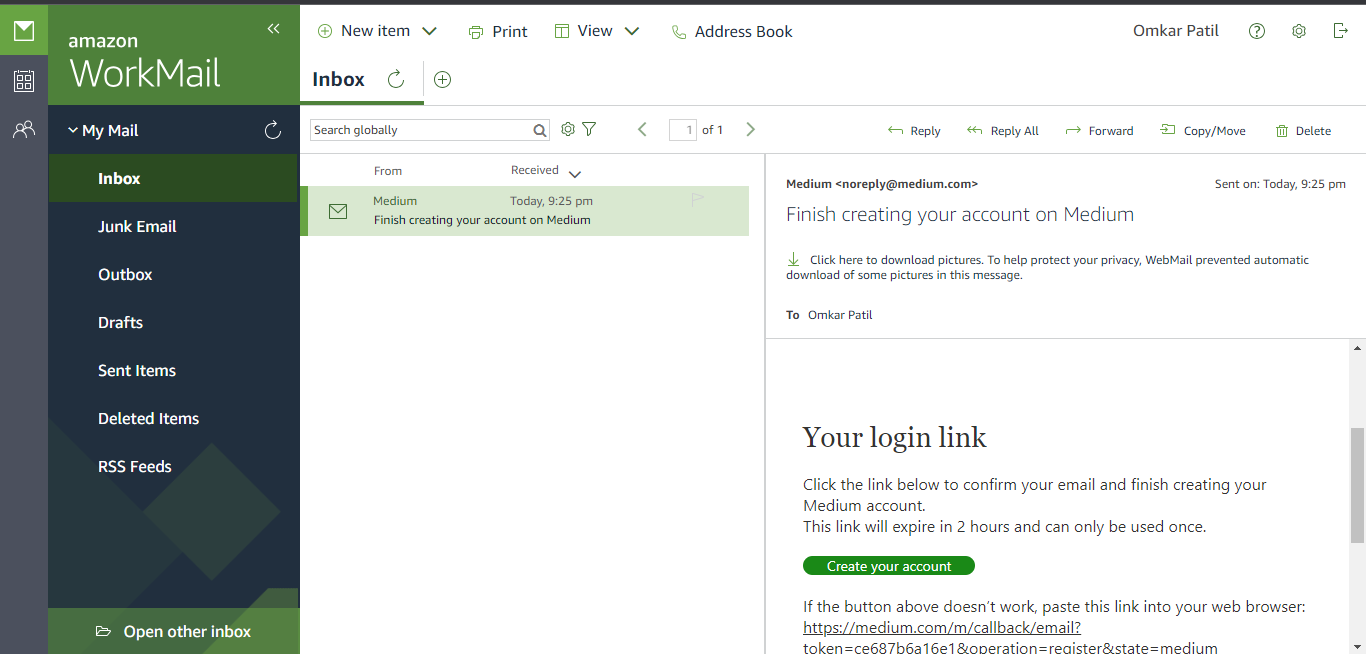 amazon
WorkMail
New item
Print
View
Address Book
Omkar Patil
Inbox
My Mail
Inbox
Junk Email
Outbox
Drafts
Sent Items
Deleted Items
RSS Feeds
Open other inbox
Search globally
1 of 1
Reply
Reply All
Forward
Copy/Move
Delete
From Received
Medium Today, 9:25 pm
Finish creating your account on Medium
Medium <noreply@medium.com> Sent on: Today, 9:25 pm
Finish creating your account on Medium
Click here to download pictures. To help protect your privacy, WebMail prevented automatic
download of some pictures in this message.
To Omkar Patil
Your login link
Click the link below to confirm your email and finish creating your
Medium account.
This link will expire in 2 hours and can only be used once.
Create your account
If the button above doesn’t work, paste this link into your web browser:
https://medium.com/m/callback/email?
token=ce687b6a16e1&operation=register&state=medium